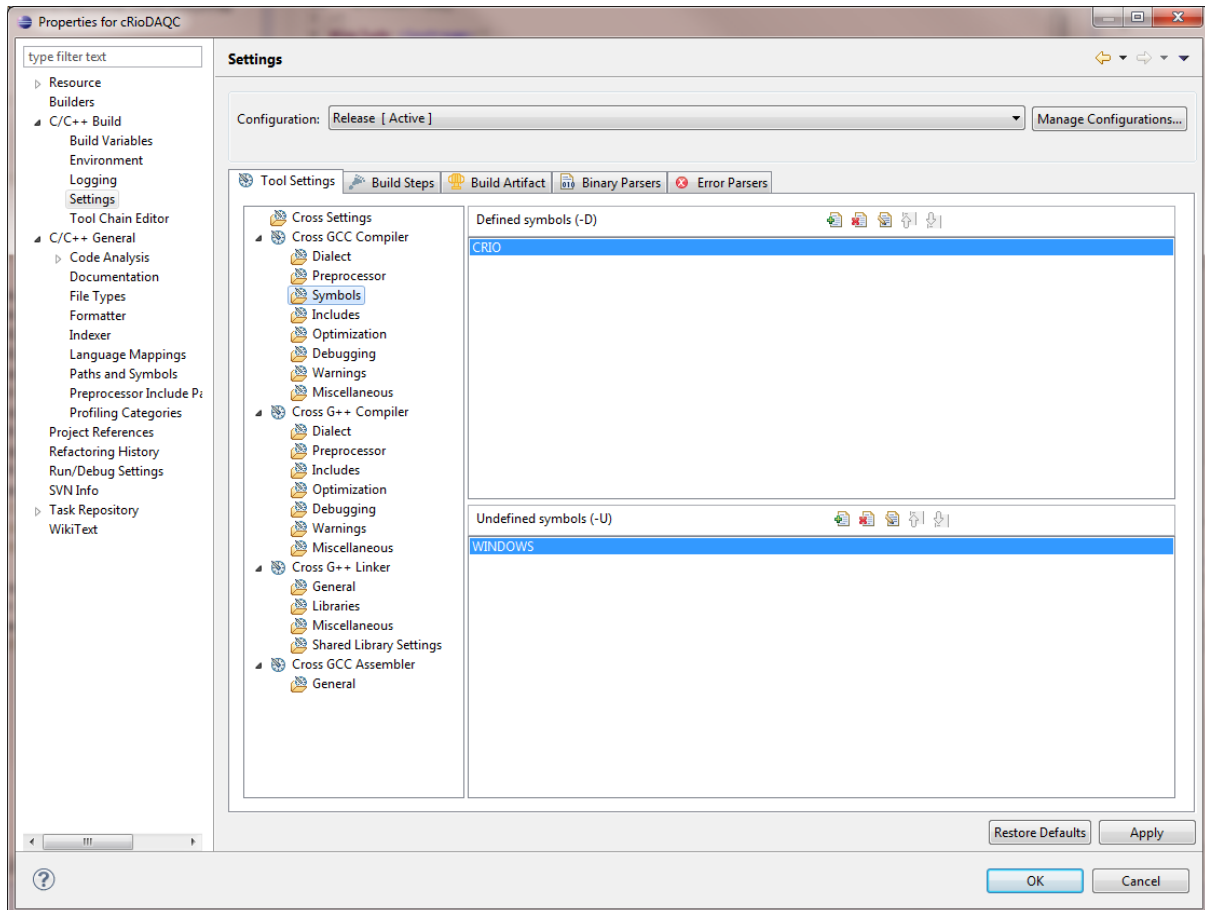 Properties for cRioDAQC
type filter text
Resource
Builders
C/C++ Build
Build Variables
Environment
Logging
Settings
Tool Chain Editor
C/C++ General
Code Analysis
Documentation
File Types
Formatter
Indexer
Language Mappings
Paths and Symbols
Preprocessor Include Pa
Profiling Categories
Project References
Refactoring History
Run/Debug Settings
SVN Info
Task Repository
WikiText
Settings
Configuration: Release [ Active ] Manage Configurations...
Tool Settings Build Steps Build Artifact Binary Parsers Error Parsers
Cross Settings
Cross GCC Compiler
Dialect
Preprocessor
Symbols
Includes
Optimization
Debugging
Warnings
Miscellaneous
Cross G++ Compiler
Dialect
Preprocessor
Includes
Optimization
Debugging
Warnings
Miscellaneous
Cross G++ Linker
General
Libraries
Miscellaneous
Shared Library Settings
Cross GCC Assembler
General
Defined symbols (-D)
CRIO
Undefined symbols (-U)
WINDOWS
Restore Defaults Apply
OK Cancel